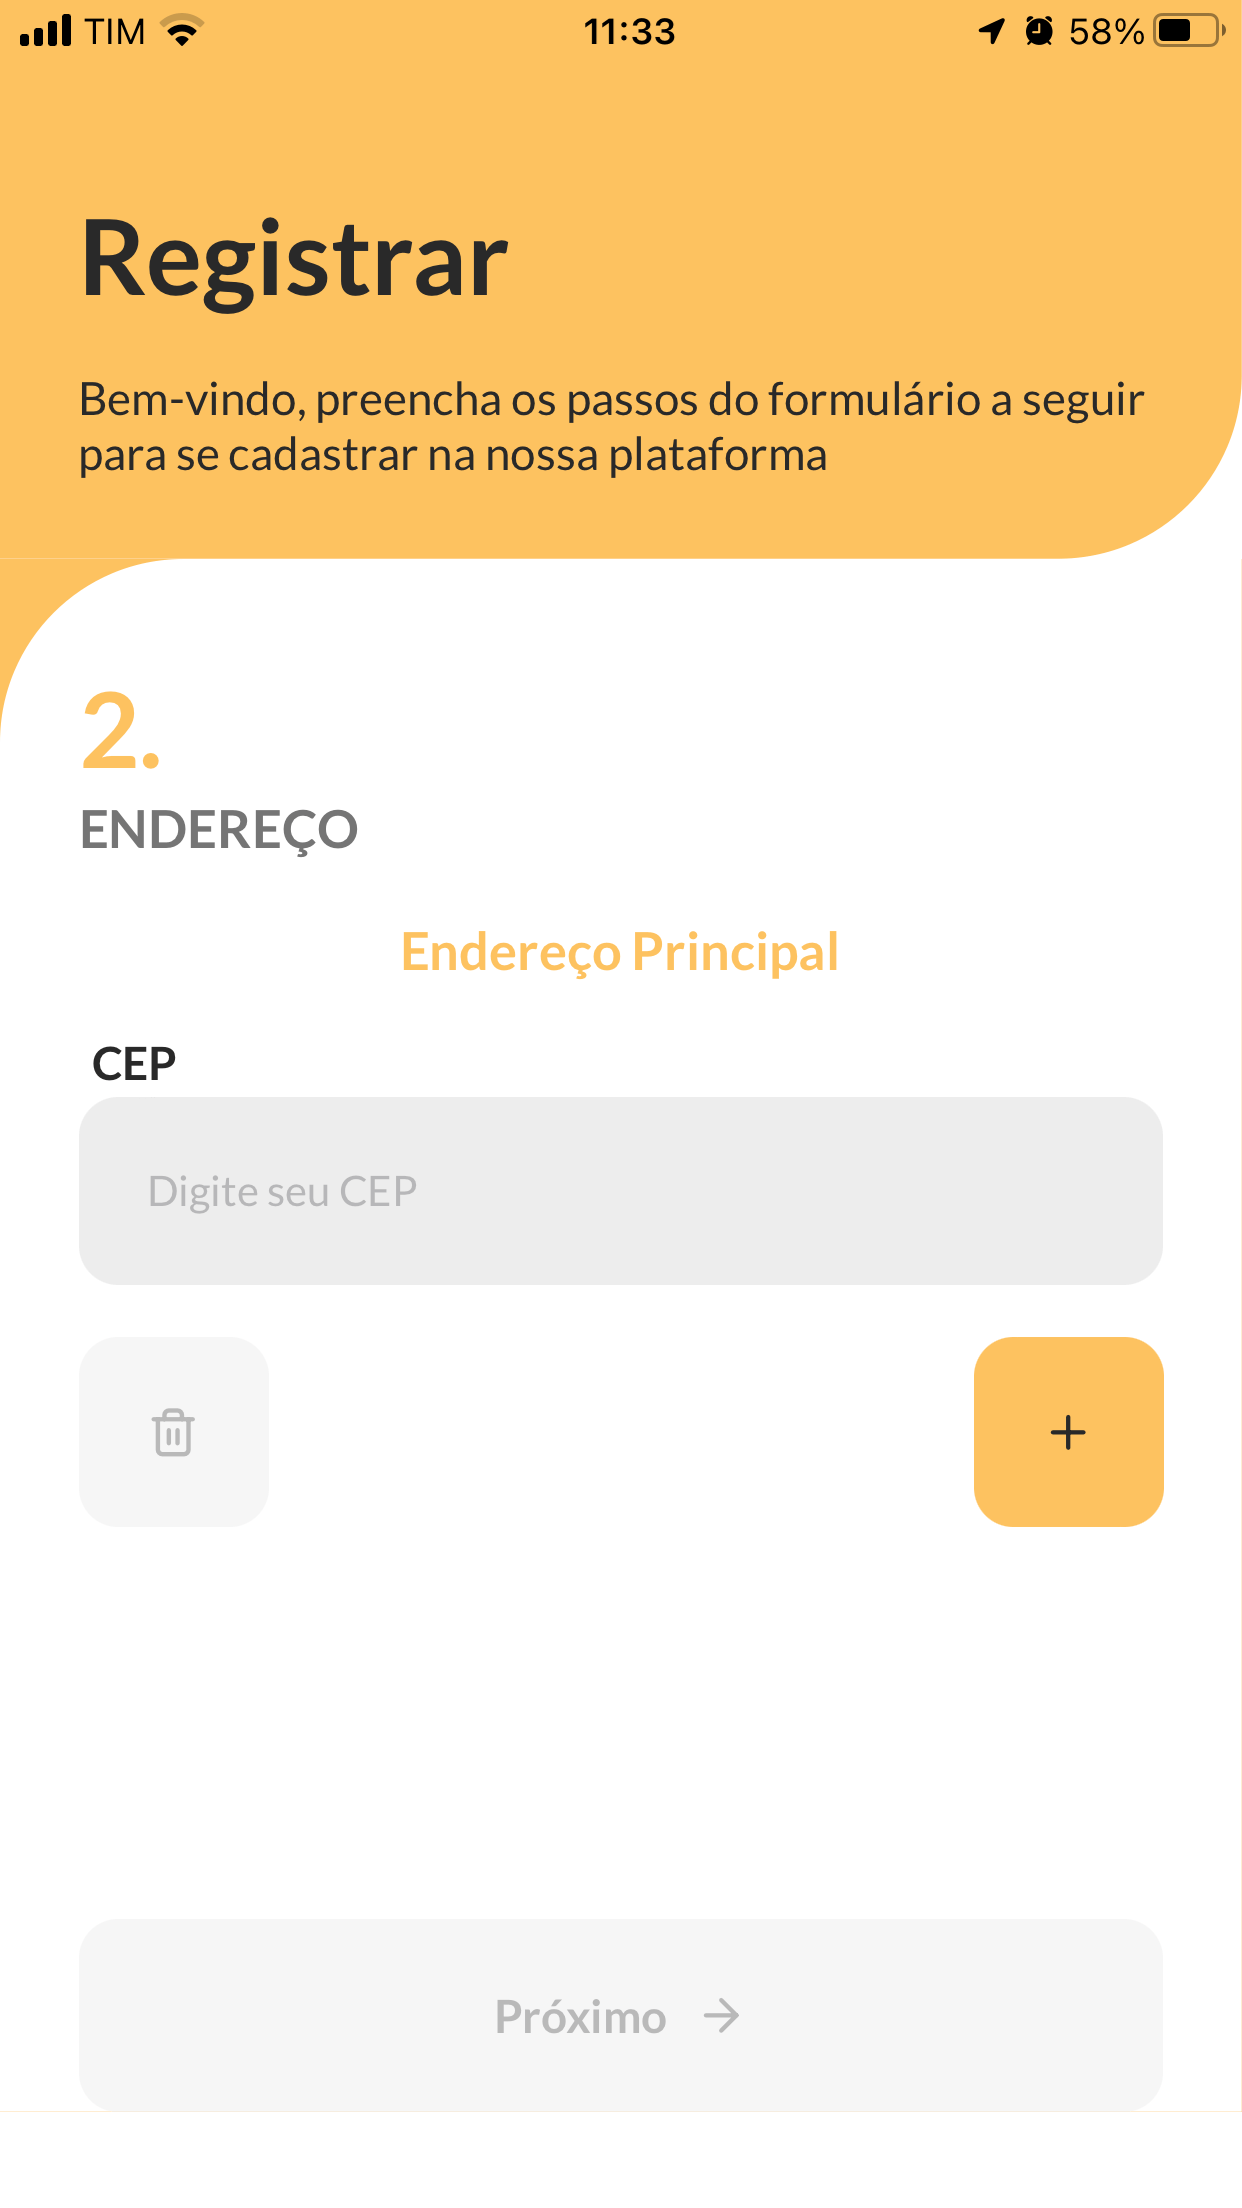 TIM 11:33 58%
Registrar
Bem-vindo, preencha os passos do formulário a seguir
para se cadastrar na nossa plataforma
2.
ENDEREÇO
Endereço Principal
CEP
Digite seu CEP
Próximo